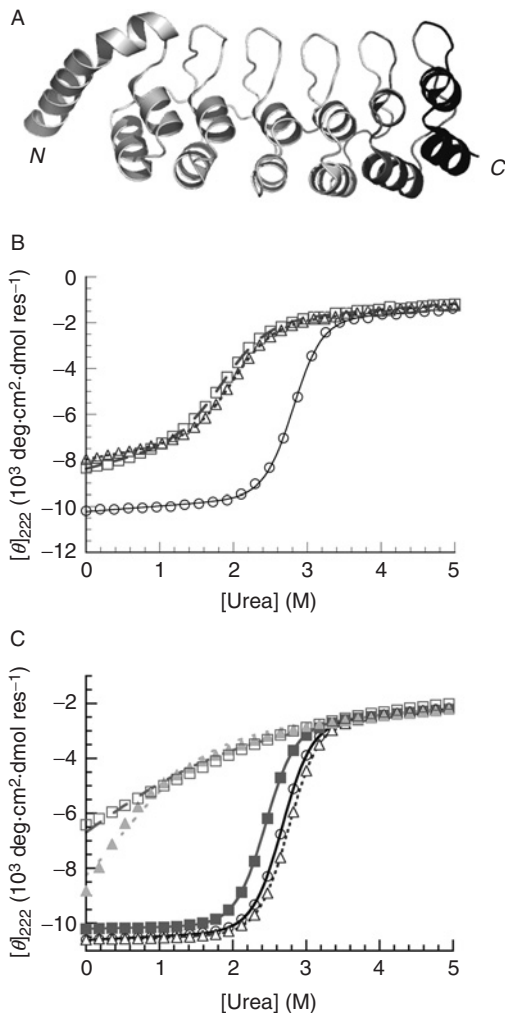 A
N
C
B
0
−2
−4
−6
−8
−10
−12
[θ]₂₂₂ (10³ deg·cm²·dmol res⁻¹)
0 1 2 3 4 5
[Urea] (M)
C
−2
−4
−6
−8
−10
[θ]₂₂₂ (10³ deg·cm²·dmol res⁻¹)
0 1 2 3 4 5
[Urea] (M)